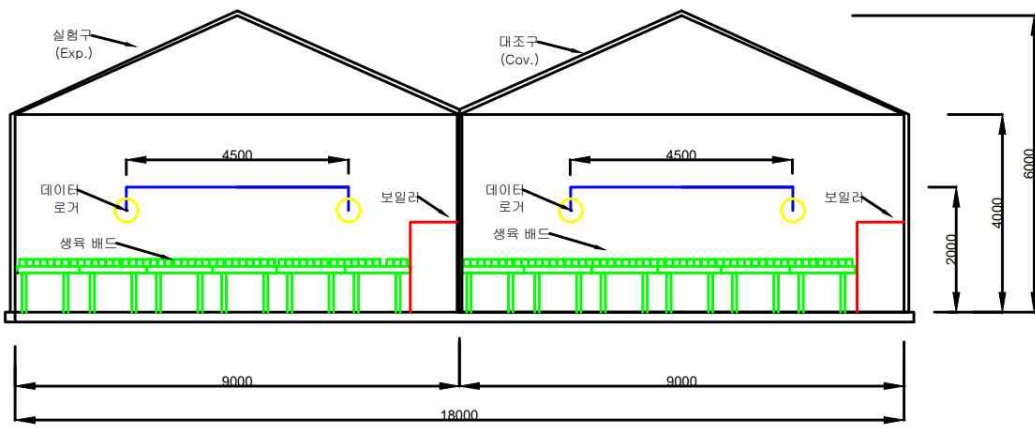 실험구
(Exp.)
대조구
(Cov.)
4500
4500
데이터
로거
보일러
데이터
로거
보일러
생육 배드
생육 배드
2000
4000
6000
9000
9000
18000